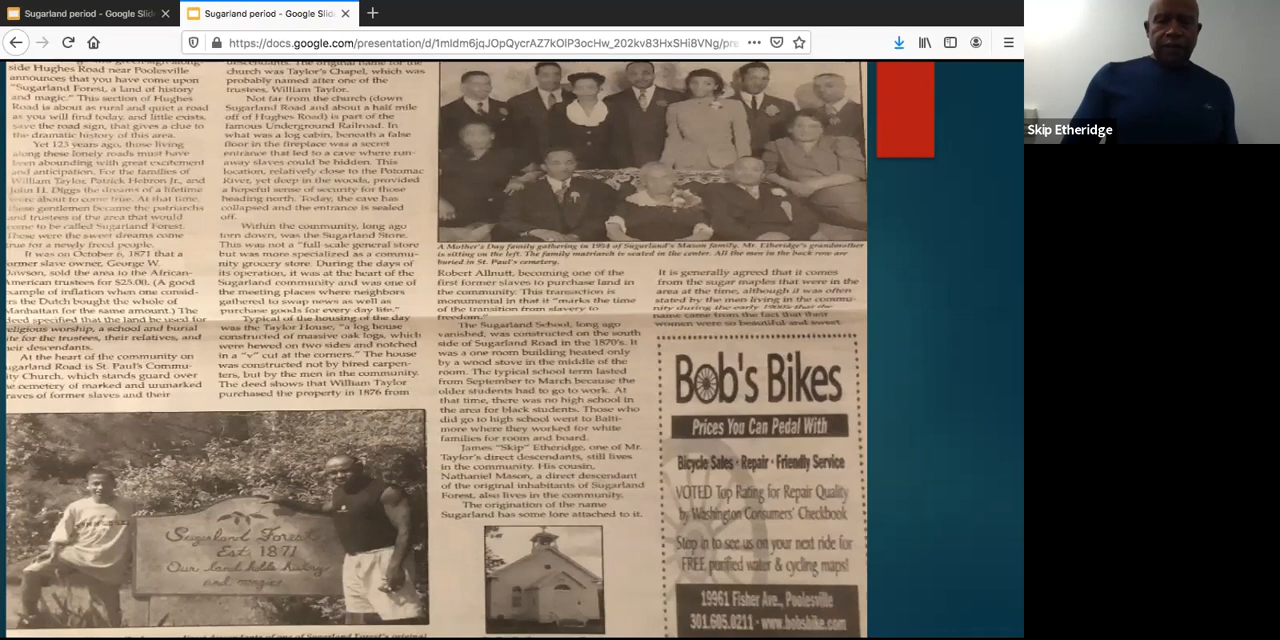 Sugarland period - Google Slide
Sugarland period - Google Slide
https://docs.google.com/presentation/d/1mldm6jqJOpQycrAZ7kOlP3ocHw_202kv83HxSHi8VNg/pre
Skip Etheridge
side Hughes Road near Poolesville
announces that you have come upon
"Sugarland Forest, a land of history
and magic." This section of Hughes
Road is about as rural and quiet a road
as you will find today, and little exists,
save the road sign, that gives a clue to
the dramatic history of this area.
Yet 123 years ago, those living
along these lonely roads must have
been abounding with great excitement
and anticipation. For the families of
William Taylor, Patrick Hebron Jr., and
John H. Diggs the dreams of a lifetime
were about to come true. At that time,
these gentlemen became the patriarchs
and trustees of the area that would
come to be called Sugarland Forest.
These were the sweet dreams come
true for a newly freed people.
It was on October 6, 1871 that a
former slave owner, George W.
Dawson, sold the area to the African-
American trustees for $25.00. (A good
example of inflation when one consid-
ers the Dutch bought the whole of
Manhattan for the same amount.) The
deed specified that the land be used for
religious worship, a school and burial
site for the trustees, their relatives, and
their descendants.
At the heart of the community on
Sugarland Road is St. Paul's Commu-
nity Church, which stands guard over
the cemetery of marked and unmarked
graves of former slaves and their
descendants. The original name for the
church was Taylor's Chapel, which was
probably named after one of the
trustees, William Taylor.
Not far from the church (down
Sugarland Road and about a half mile
off of Hughes Road) is part of the
famous Underground Railroad. In
what was a log cabin, beneath a false
floor in the fireplace was a secret
entrance that led to a cave where run-
away slaves could be hidden. This
location, relatively close to the Potomac
River, yet deep in the woods, provided
a hopeful sense of security for those
heading north. Today, the cave has
collapsed and the entrance is sealed
off.
Within the community, long ago
torn down, was the Sugarland Store.
This was not a "full-scale general store
but was more specialized as a commu-
nity grocery store. During the days of
its operation, it was at the heart of the
Sugarland community and was one of
the meeting places where neighbors
gathered to swap news as well as
purchase goods for every day life."
Typical of the housing of the day
was the Taylor House, "a log house
constructed of massive oak logs, which
were hewed on two sides and notched
in a "v" cut at the corners." The house
was constructed not by hired carpen-
ters, but by the men in the community.
The deed shows that William Taylor
purchased the property in 1876 from
A Mother's Day family gathering in 1954 of Sugarland's Mason family. Mr. Etheridge's grandmother
is sitting on the left. The family matriarch is seated in the center. All the men in the back row are
buried in St. Paul's cemetery.
Robert Allnutt, becoming one of the
first former slaves to purchase land in
the community. This transaction is
monumental in that it "marks the time
of the transition from slavery to
freedom."
The Sugarland School, long ago
vanished, was constructed on the south
side of Sugarland Road in the 1870's. It
was a one room building heated only
by a wood stove in the middle of the
room. The typical school term lasted
from September to March because the
older students had to go to work. At
that time, there was no high school in
the area for black students. Those who
did go to high school went to Balti-
more where they worked for white
families for room and board.
James "Skip" Etheridge, one of Mr.
Taylor's direct descendants, still lives
in the community. His cousin,
Nathaniel Mason, a direct descendant
of the original inhabitants of Sugarland
Forest, also lives in the community.
The origination of the name
Sugarland has some lore attached to it.
It is generally agreed that it comes
from the sugar maples that were in the
area at the time, although it was often
stated by the men living in the commu-
nity during the early 1900's that the
name came from the fact that their
women were so beautiful and sweet.
Bob's Bikes
Prices You Can Pedal With
Bicycle Sales · Repair · Friendly Service
VOTED Top Rating for Repair Quality
by Washington Consumers' Checkbook
Stop in to see us on your next ride for
FREE purified water & cycling maps!
19961 Fisher Ave., Poolesville
301.605.0211 · www.bobsbike.com
Sugarland Forest
Est. 1871
Our land holds history
and magic
direct descendants of one of Sugarland Forest's original